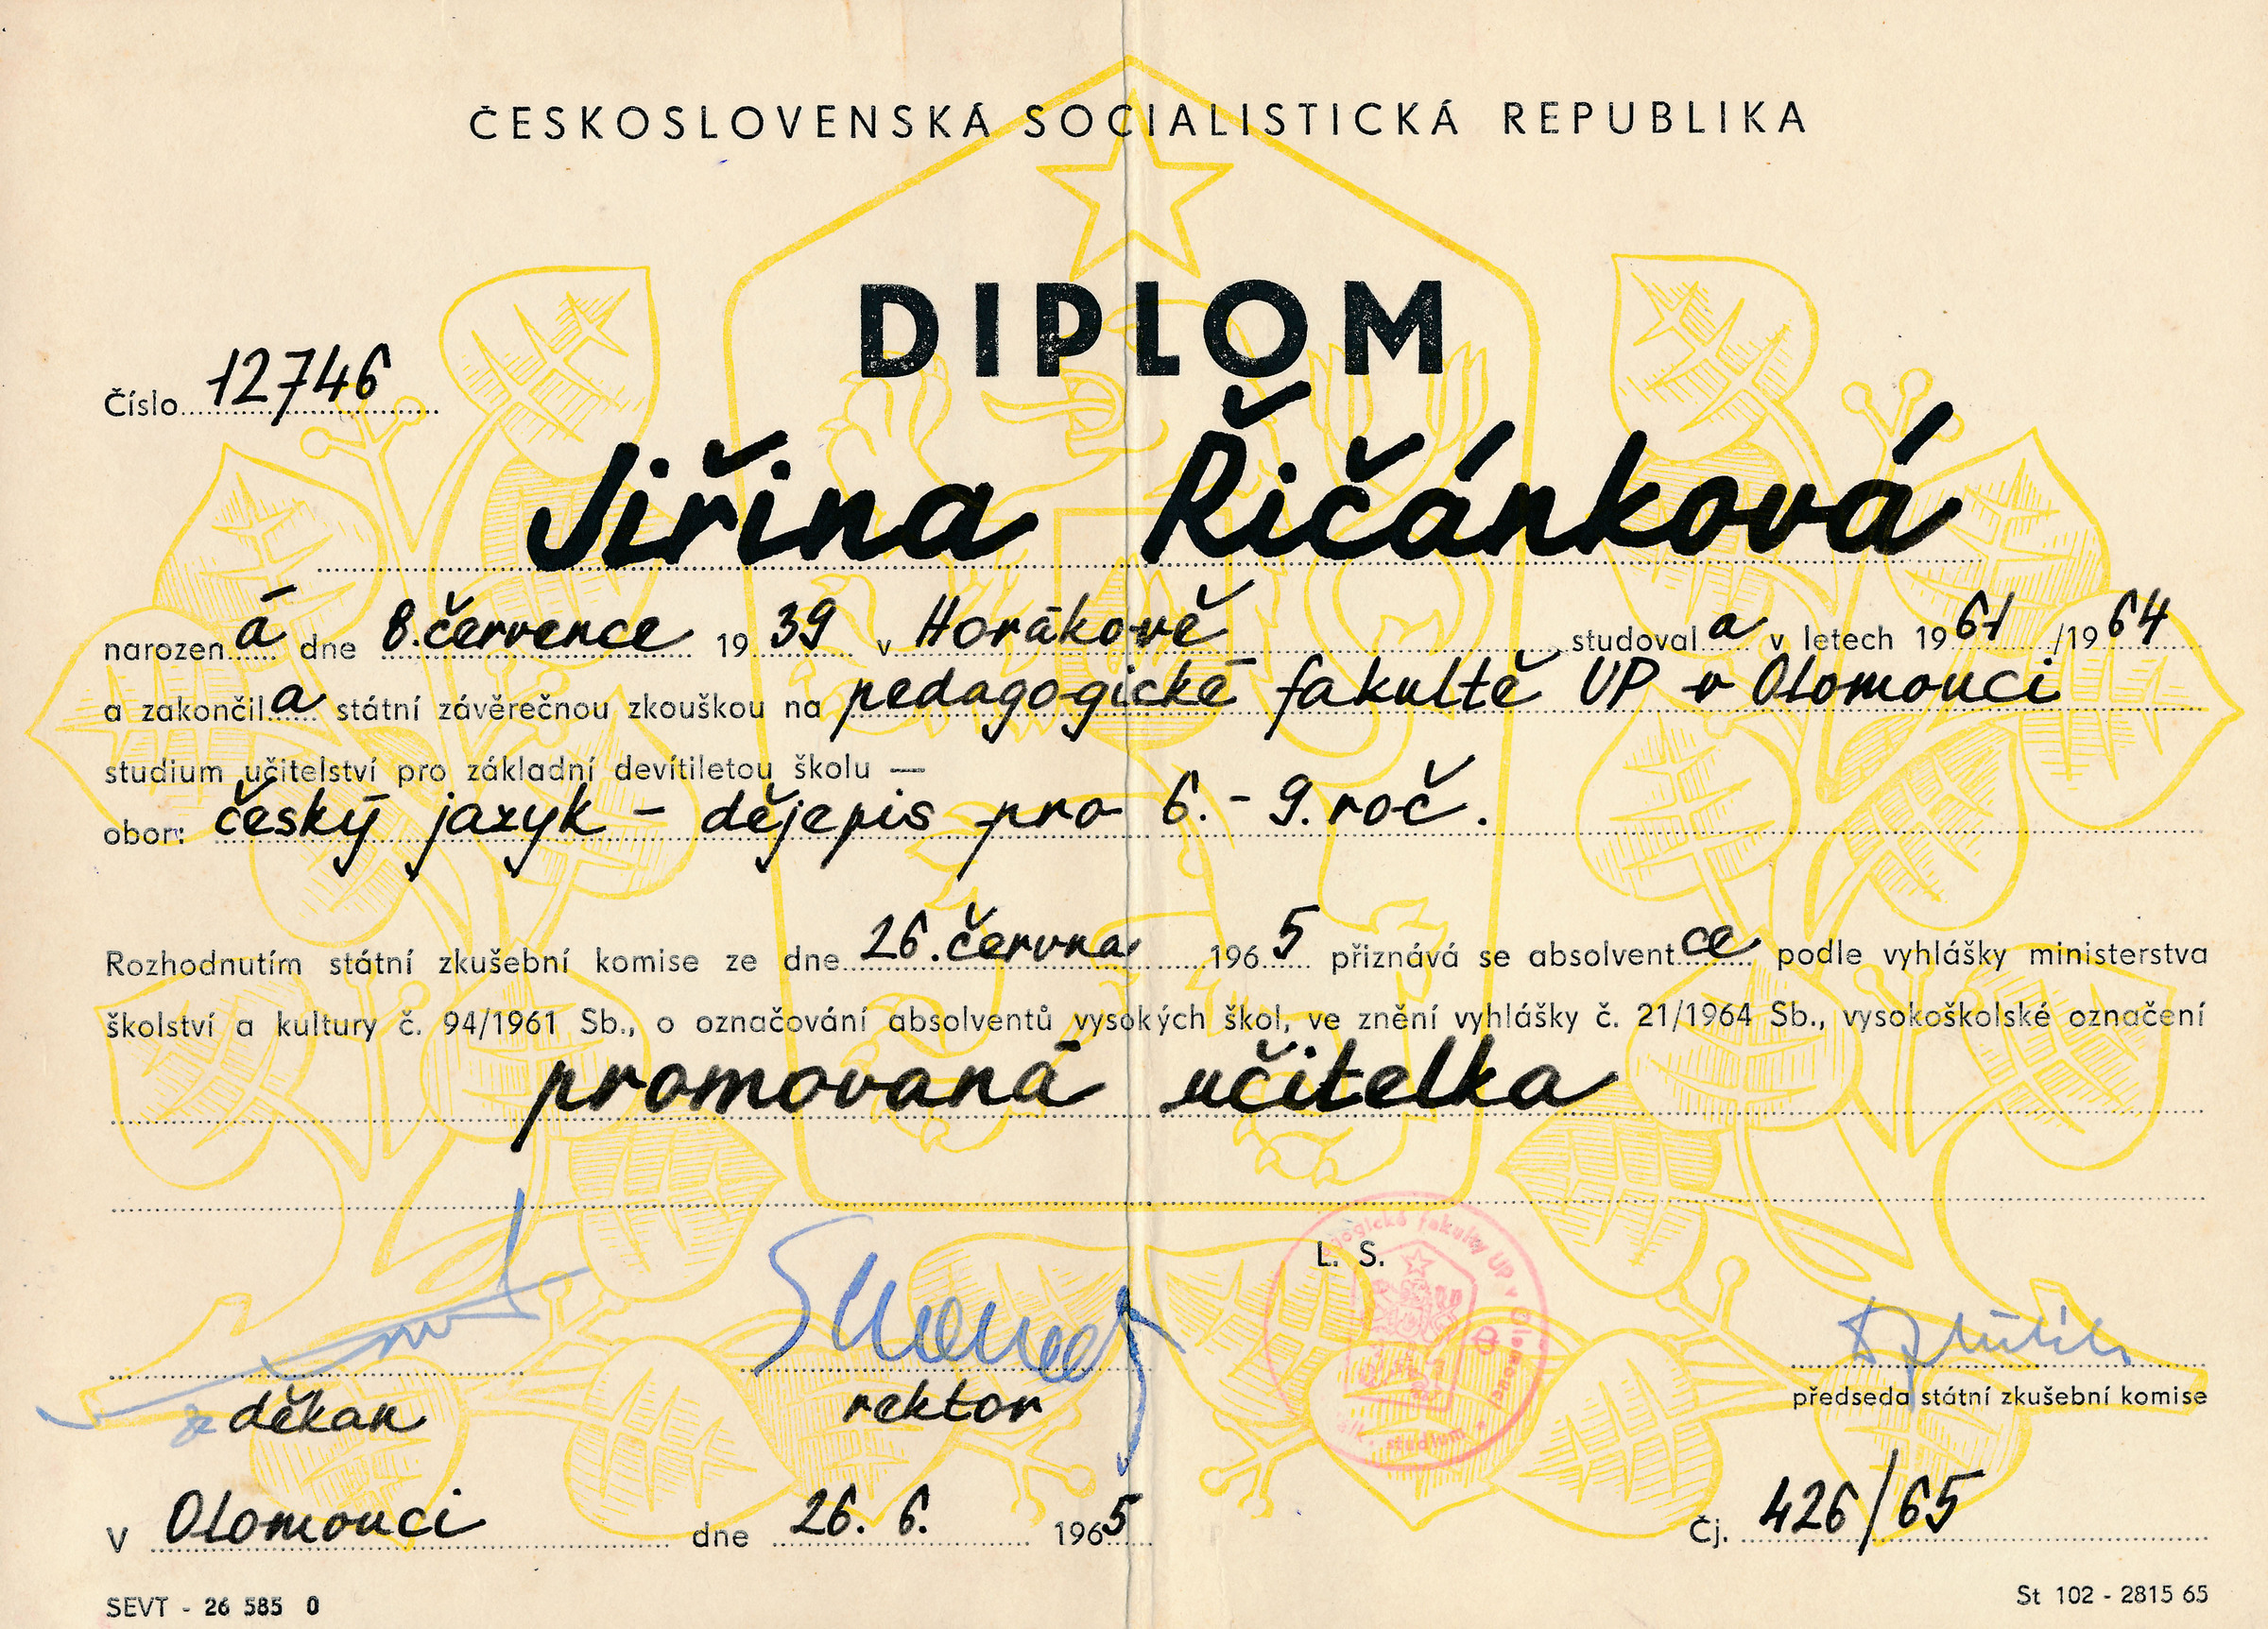 ČESKOSLOVENSKÁ SOCIALISTICKÁ REPUBLIKA
DIPLOM
Číslo 12746
Jiřina Řičánková
narozená dne 8. července 1939 v Horákově studovala v letech 1961/1964
a zakončila státní závěrečnou zkouškou na pedagogické fakultě UP v Olomouci
studium učitelství pro základní devítiletou školu —
obor: český jazyk - dějepis pro 6. - 9. roč.
Rozhodnutím státní zkušební komise ze dne 26. června 1965 přiznává se absolventce podle vyhlášky ministerstva
školství a kultury č. 94/1961 Sb., o označování absolventů vysokých škol, ve znění vyhlášky č. 21/1964 Sb., vysokoškolské označení
promovaná učitelka
L. S.
fakulty UP v Olomouci
studium
děkan
rektor
předseda státní zkušební komise
V Olomouci dne 26. 6. 1965
Čj. 426/65
SEVT - 26 585 0
St 102 - 2815 65